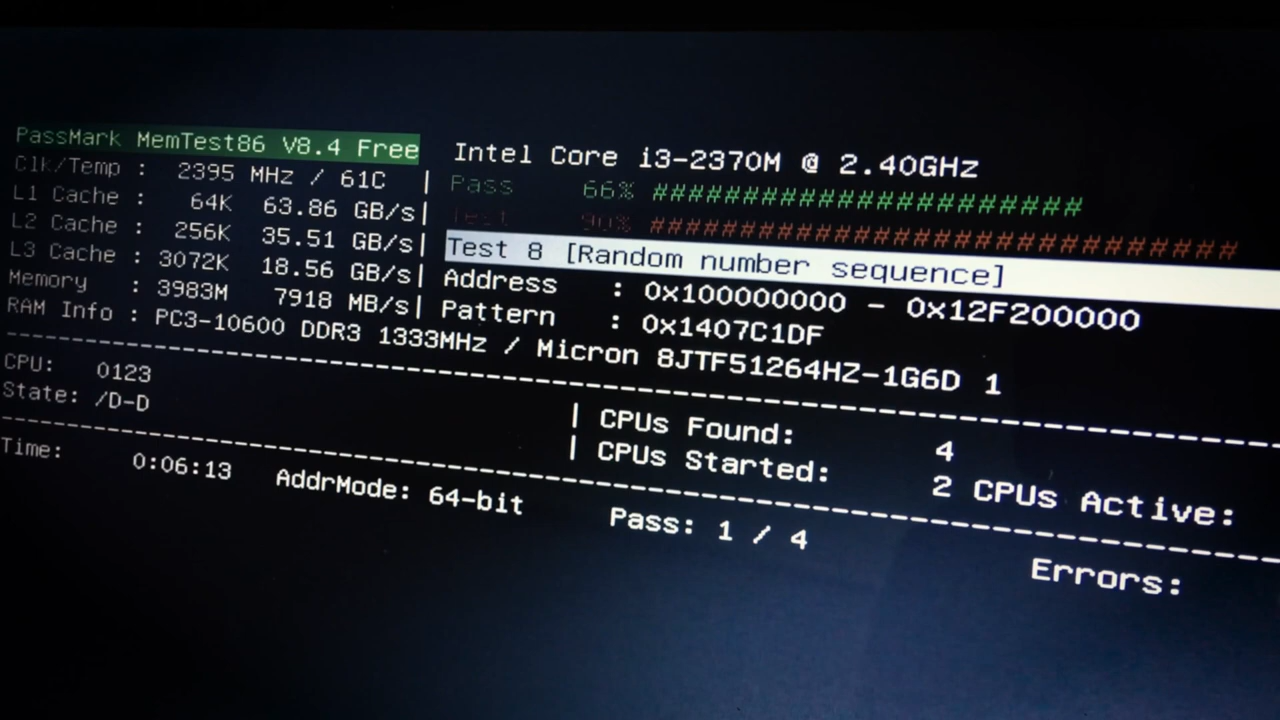 PassMark MemTest86 V8.4 Free
Intel Core i3-2370M @ 2.40GHz
Clk/Temp : 2395 MHz / 61C |
Pass 66% ########################
L1 Cache : 64K 63.86 GB/s|
Test 90% #################################
L2 Cache : 256K 35.51 GB/s|
Test 8 [Random number sequence]
L3 Cache : 3072K 18.56 GB/s|
Address : 0x100000000 - 0x12F200000
Memory : 3983M 7918 MB/s|
Pattern : 0x1407C1DF
RAM Info : PC3-10600 DDR3 1333MHz / Micron 8JTF51264HZ-1G6D 1
CPU: 0123
| CPUs Found: 4
State: /D-D
| CPUs Started: 2 CPUs Active:
Time: 0:06:13 AddrMode: 64-bit Pass: 1 / 4 Errors: